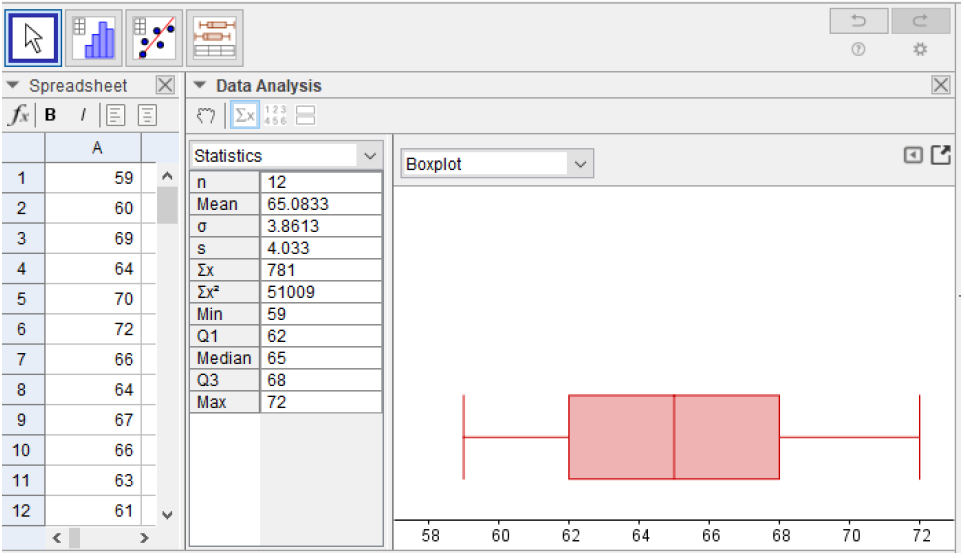 Spreadsheet
Data Analysis
fx B I
Σx 123 456
A
1 59
2 60
3 69
4 64
5 70
6 72
7 66
8 64
9 67
10 66
11 63
12 61
Statistics
n 12
Mean 65.0833
σ 3.8613
s 4.033
Σx 781
Σx² 51009
Min 59
Q1 62
Median 65
Q3 68
Max 72
Boxplot
58 60 62 64 66 68 70 72